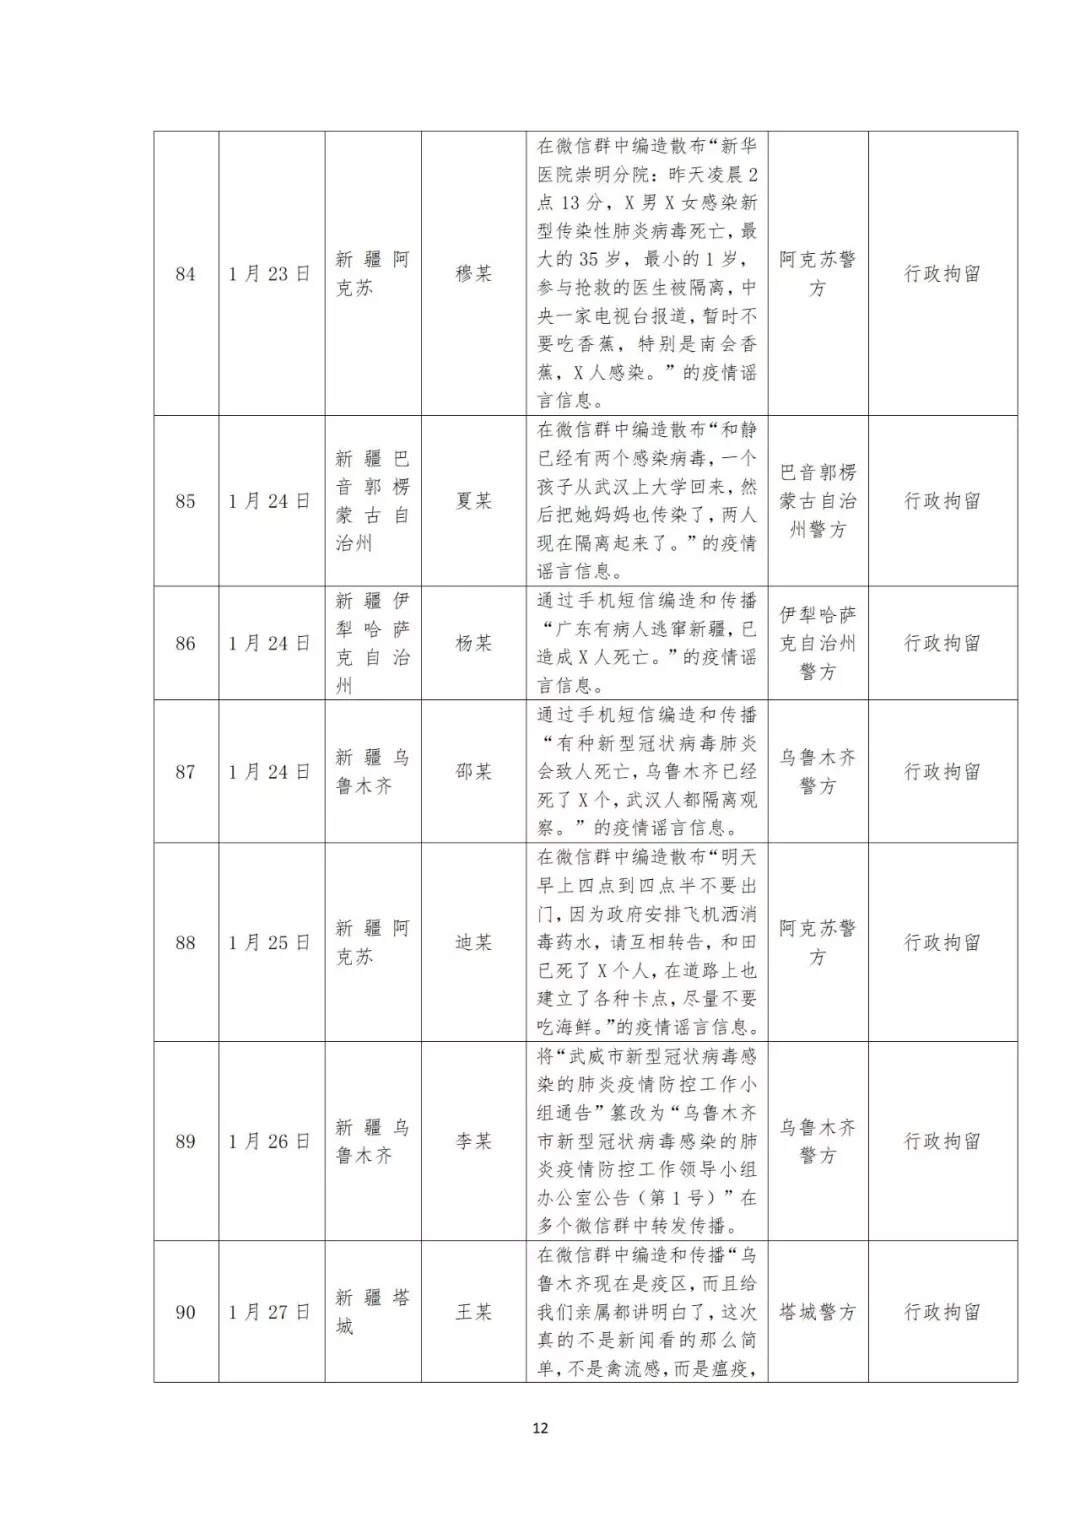 84
1月23日
新疆阿
克苏
穆某
在微信群中编造散布“新华
医院崇明分院：昨天凌晨2
点13分，X男X女感染新
型传染性肺炎病毒死亡，最
大的35岁，最小的1岁，
参与抢救的医生被隔离，中
央一家电视台报道，暂时不
要吃香蕉，特别是南会香
蕉，X人感染。”的疫情谣
言信息。
阿克苏警
方
行政拘留
85
1月24日
新疆巴
音郭楞
蒙古自
治州
夏某
在微信群中编造散布“和静
已经有两个感染病毒，一个
孩子从武汉上大学回来，然
后把她妈妈也传染了，两人
现在隔离起来了。”的疫情
谣言信息。
巴音郭楞
蒙古自治
州警方
行政拘留
86
1月24日
新疆伊
犁哈萨
克自治
州
杨某
通过手机短信编造和传播
“广东有病人逃窜新疆，已
造成X人死亡。”的疫情谣
言信息。
伊犁哈萨
克自治州
警方
行政拘留
87
1月24日
新疆乌
鲁木齐
邵某
通过手机短信编造和传播
“有种新型冠状病毒肺炎
会致人死亡，乌鲁木齐已经
死了X个，武汉人都隔离观
察。”的疫情谣言信息。
乌鲁木齐
警方
行政拘留
88
1月25日
新疆阿
克苏
迪某
在微信群中编造散布“明天
早上四点到四点半不要出
门，因为政府安排飞机洒消
毒药水，请互相转告，和田
已死了X个人，在道路上也
建立了各种卡点，尽量不要
吃海鲜。”的疫情谣言信息。
阿克苏警
方
行政拘留
89
1月26日
新疆乌
鲁木齐
李某
将“武威市新型冠状病毒感
染的肺炎疫情防控工作小
组通告”篡改为“乌鲁木齐
市新型冠状病毒感染的肺
炎疫情防控工作领导小组
办公室公告（第1号）”在
多个微信群中转发传播。
乌鲁木齐
警方
行政拘留
90
1月27日
新疆塔
城
王某
在微信群中编造和传播“乌
鲁木齐现在是疫区，而且给
我们亲属都讲明白了，这次
真的不是新闻看的那么简
单，不是禽流感，而是瘟疫，
塔城警方
行政拘留
12